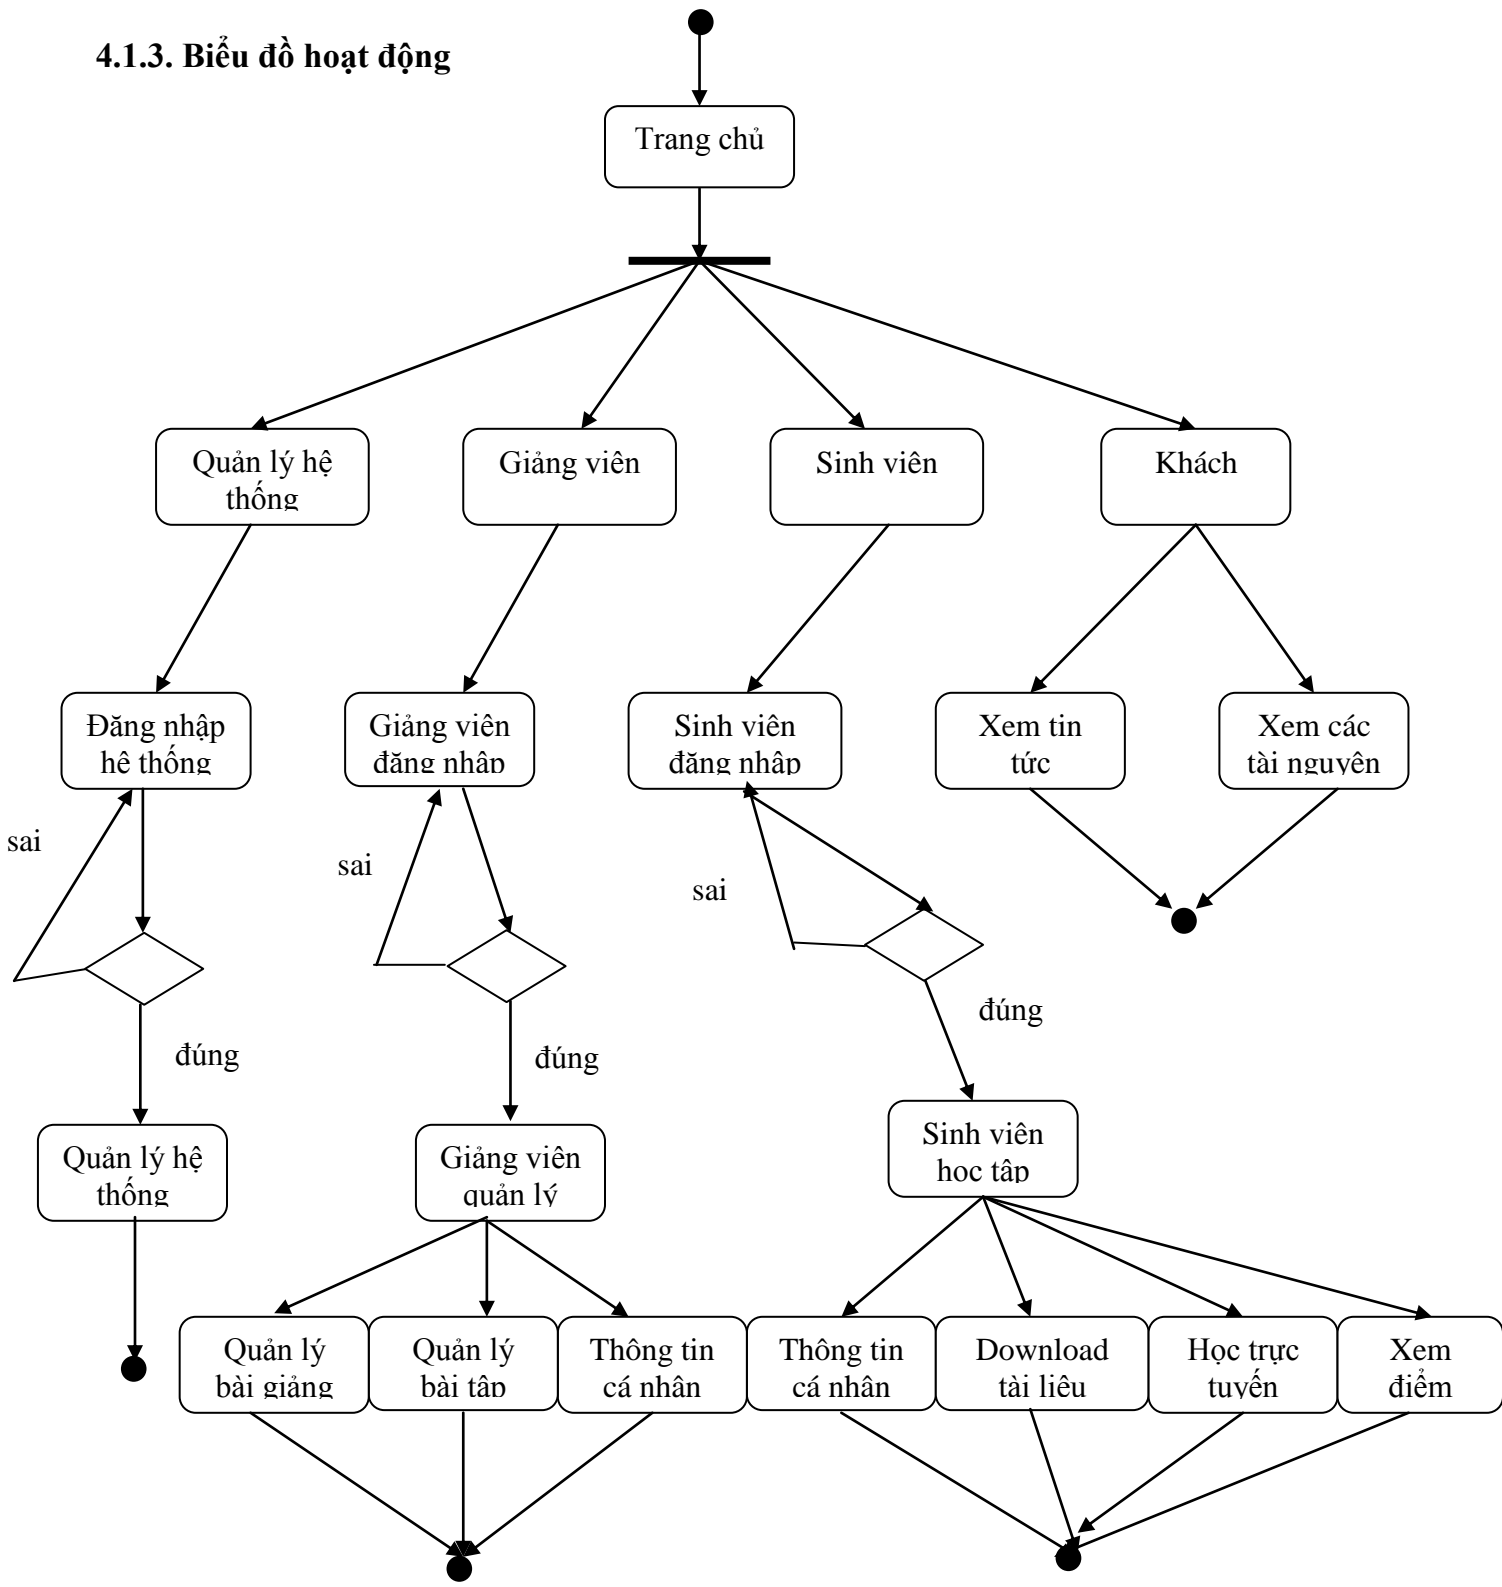 4.1.3. Biểu đồ hoạt động
Trang chủ
Quản lý hệ
thống
Giảng viên
Sinh viên
Khách
Đăng nhập
hệ thống
Giảng viên
đăng nhập
Sinh viên
đăng nhập
Xem tin
tức
Xem các
tài nguyên
sai
sai
sai
đúng
đúng
đúng
Quản lý hệ
thống
Giảng viên
quản lý
Sinh viên
học tập
Quản lý
bài giảng
Quản lý
bài tập
Thông tin
cá nhân
Thông tin
cá nhân
Download
tài liệu
Học trực
tuyến
Xem
điểm